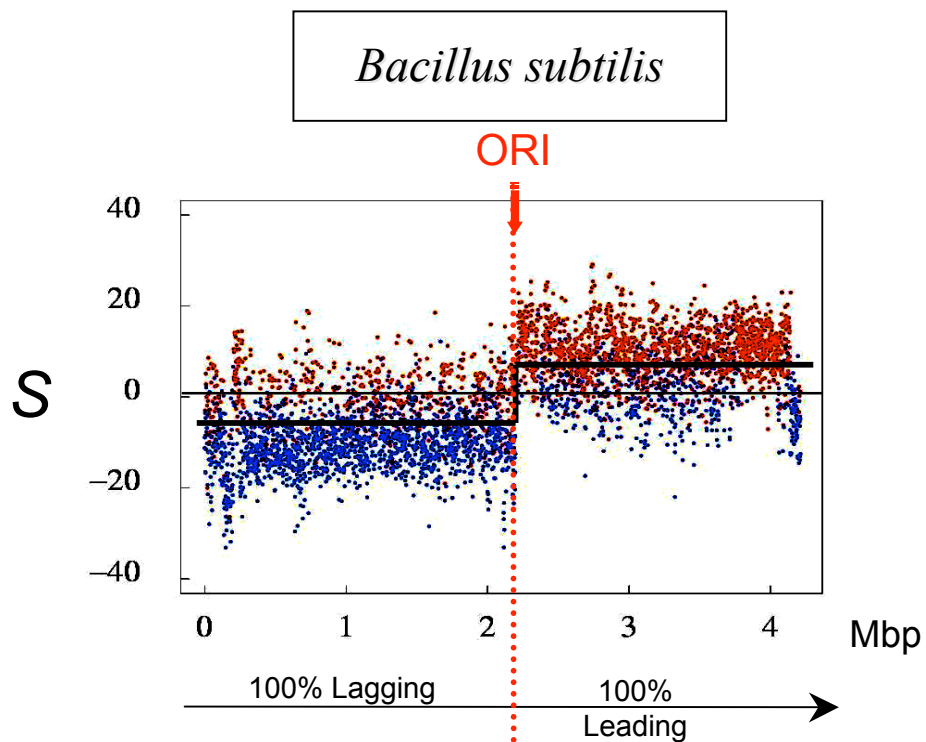 Bacillus subtilis
ORI
40
20
0
−20
−40
S
0 1 2 3 4 Mbp
100% Lagging
100%
Leading